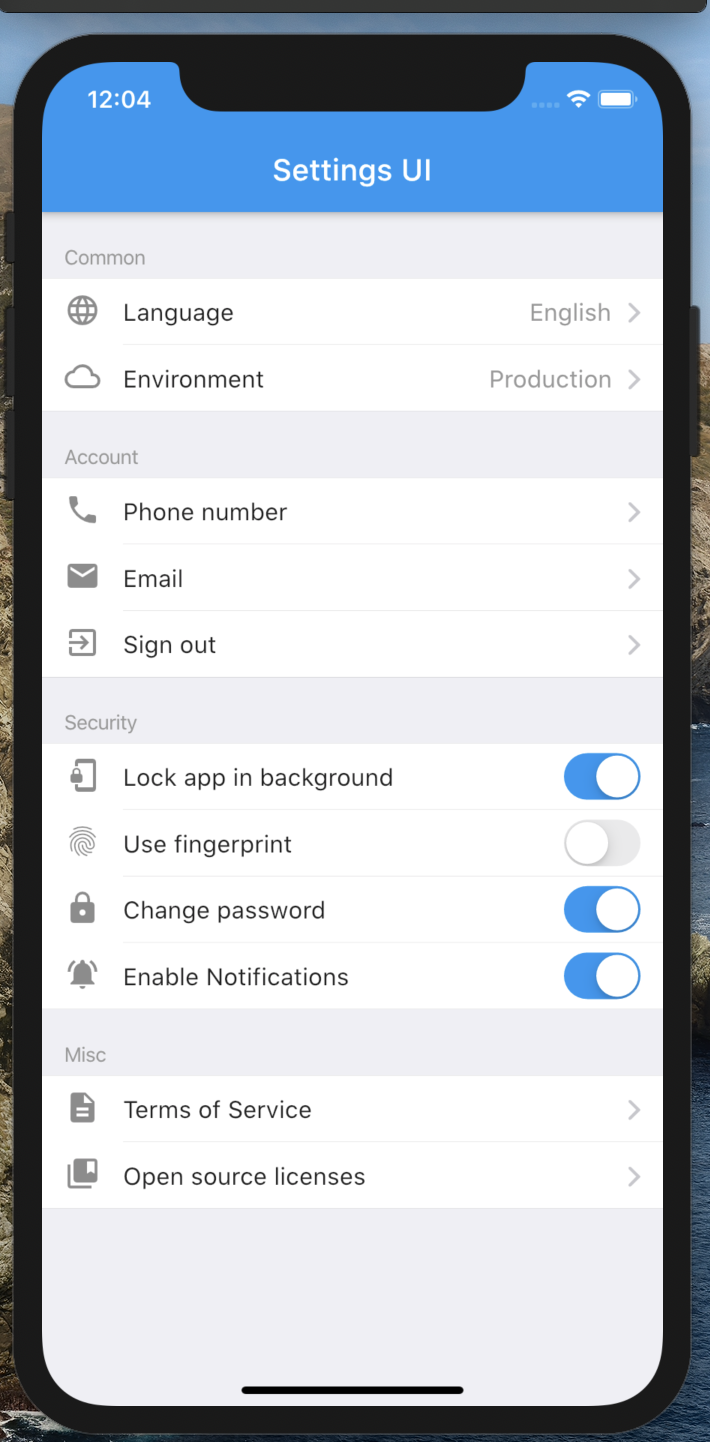 12:04
Settings UI
Common
Language English
Environment Production
Account
Phone number
Email
Sign out
Security
Lock app in background
Use fingerprint
Change password
Enable Notifications
Misc
Terms of Service
Open source licenses